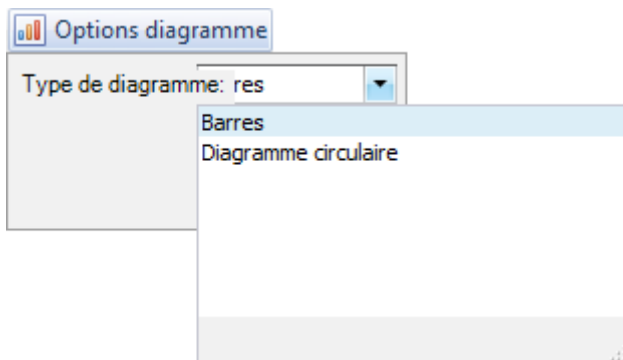 Options diagramme
Type de diagramme: res
Barres
Diagramme circulaire